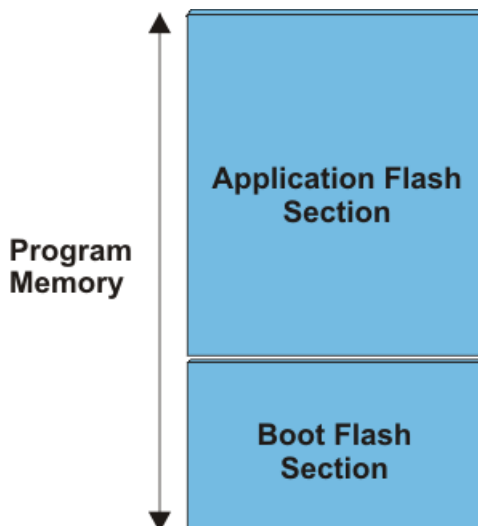 Program
Memory
Application Flash
Section
Boot Flash
Section